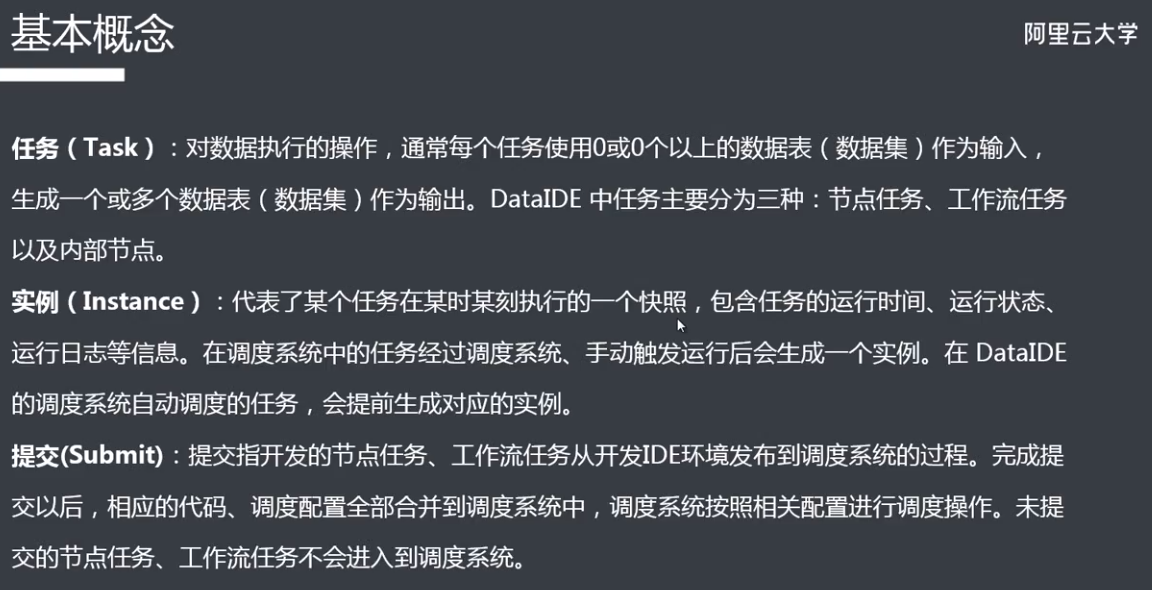 基本概念
阿里云大学
任务（Task）：对数据执行的操作，通常每个任务使用0或0个以上的数据表（数据集）作为输入，
生成一个或多个数据表（数据集）作为输出。DataIDE 中任务主要分为三种：节点任务、工作流任务
以及内部节点。
实例（Instance）：代表了某个任务在某时某刻执行的一个快照，包含任务的运行时间、运行状态、
运行日志等信息。在调度系统中的任务经过调度系统、手动触发运行后会生成一个实例。在 DataIDE
的调度系统自动调度的任务，会提前生成对应的实例。
提交(Submit)：提交指开发的节点任务、工作流任务从开发IDE环境发布到调度系统的过程。完成提
交以后，相应的代码、调度配置全部合并到调度系统中，调度系统按照相关配置进行调度操作。未提
交的节点任务、工作流任务不会进入到调度系统。